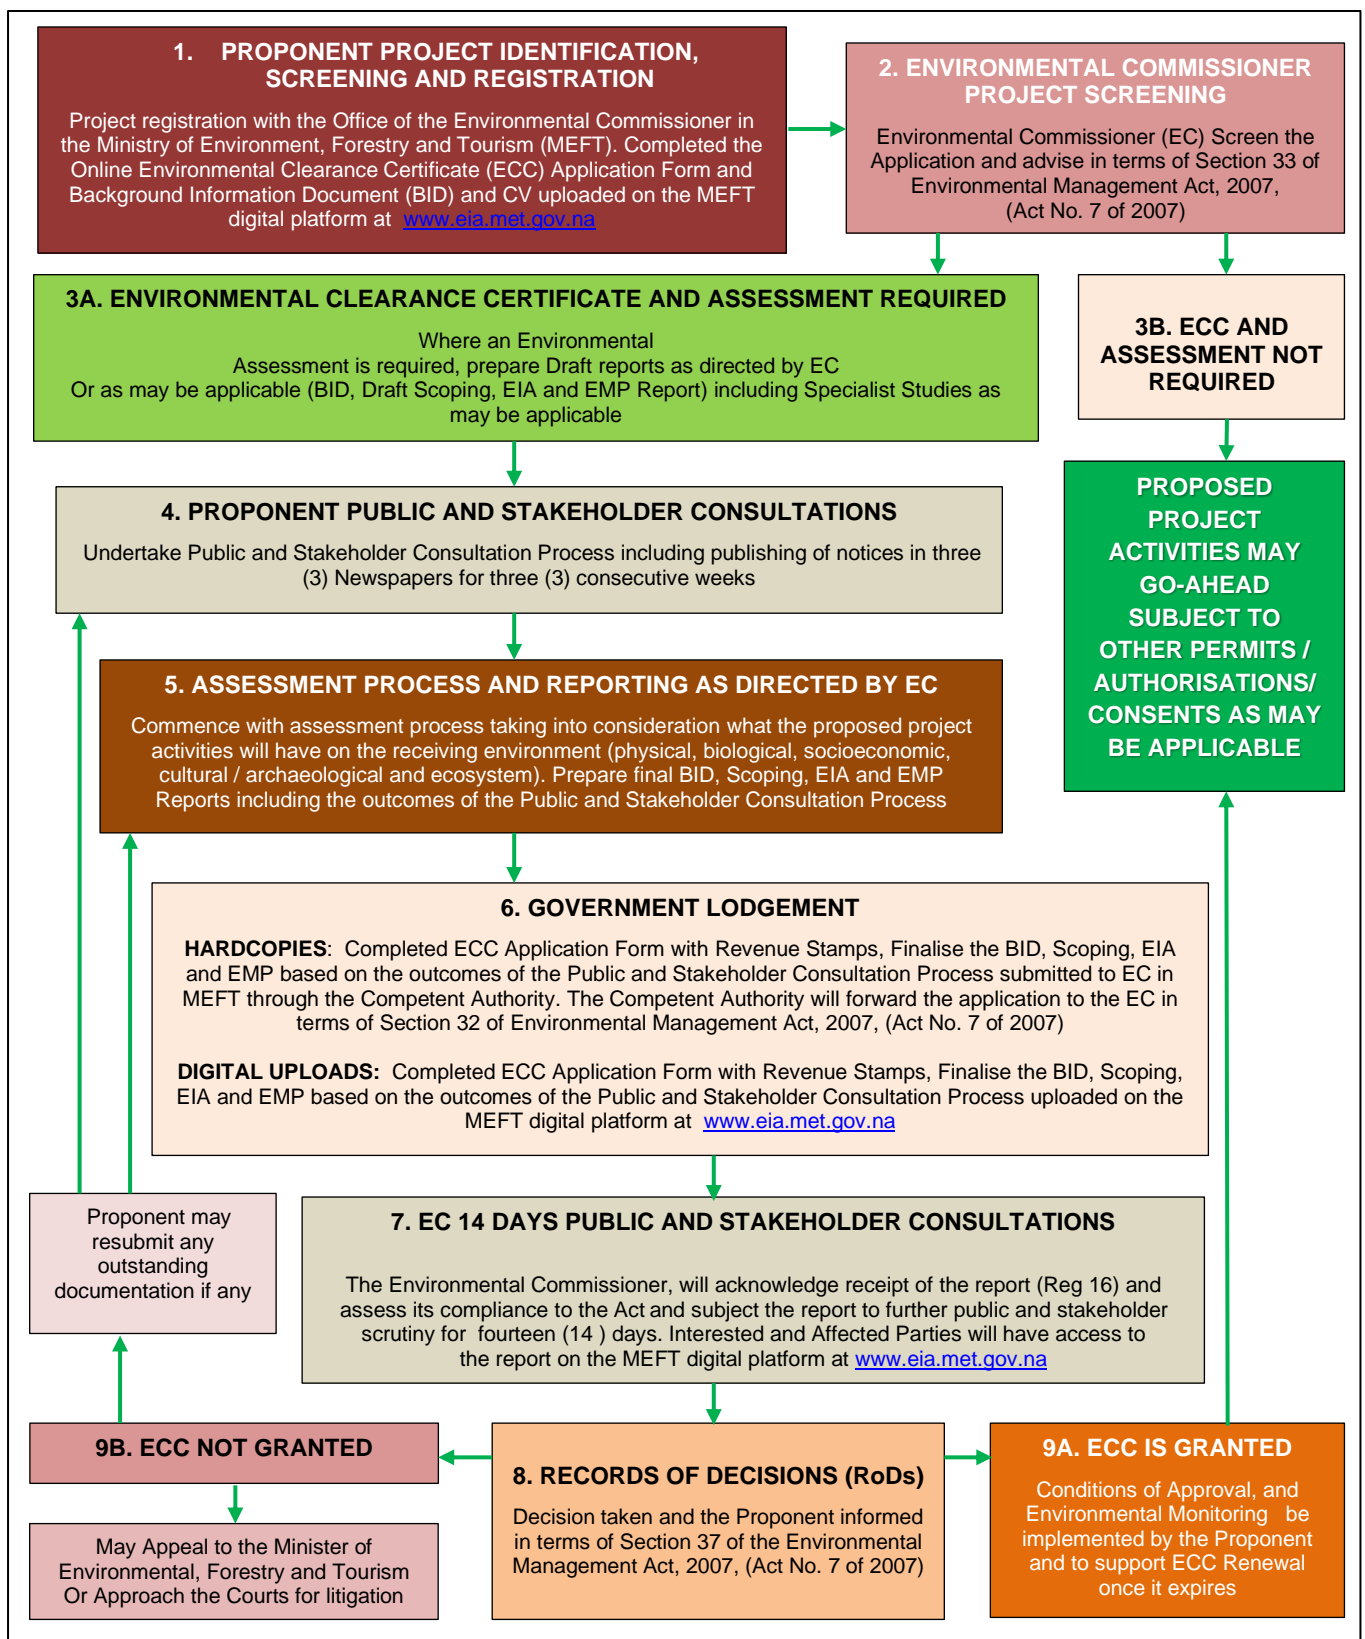 1. PROPONENT PROJECT IDENTIFICATION,
SCREENING AND REGISTRATION
Project registration with the Office of the Environmental Commissioner in
the Ministry of Environment, Forestry and Tourism (MEFT). Completed the
Online Environmental Clearance Certificate (ECC) Application Form and
Background Information Document (BID) and CV uploaded on the MEFT
digital platform at www.eia.met.gov.na
2. ENVIRONMENTAL COMMISSIONER
PROJECT SCREENING
Environmental Commissioner (EC) Screen the
Application and advise in terms of Section 33 of
Environmental Management Act, 2007,
(Act No. 7 of 2007)
3A. ENVIRONMENTAL CLEARANCE CERTIFICATE AND ASSESSMENT REQUIRED
Where an Environmental
Assessment is required, prepare Draft reports as directed by EC
Or as may be applicable (BID, Draft Scoping, EIA and EMP Report) including Specialist Studies as
may be applicable
3B. ECC AND
ASSESSMENT NOT
REQUIRED
4. PROPONENT PUBLIC AND STAKEHOLDER CONSULTATIONS
Undertake Public and Stakeholder Consultation Process including publishing of notices in three
(3) Newspapers for three (3) consecutive weeks
PROPOSED
PROJECT
ACTIVITIES MAY
GO-AHEAD
SUBJECT TO
OTHER PERMITS /
AUTHORISATIONS/
CONSENTS AS MAY
BE APPLICABLE
5. ASSESSMENT PROCESS AND REPORTING AS DIRECTED BY EC
Commence with assessment process taking into consideration what the proposed project
activities will have on the receiving environment (physical, biological, socioeconomic,
cultural / archaeological and ecosystem). Prepare final BID, Scoping, EIA and EMP
Reports including the outcomes of the Public and Stakeholder Consultation Process
6. GOVERNMENT LODGEMENT
HARDCOPIES: Completed ECC Application Form with Revenue Stamps, Finalise the BID, Scoping, EIA
and EMP based on the outcomes of the Public and Stakeholder Consultation Process submitted to EC in
MEFT through the Competent Authority. The Competent Authority will forward the application to the EC in
terms of Section 32 of Environmental Management Act, 2007, (Act No. 7 of 2007)
DIGITAL UPLOADS: Completed ECC Application Form with Revenue Stamps, Finalise the BID, Scoping,
EIA and EMP based on the outcomes of the Public and Stakeholder Consultation Process uploaded on the
MEFT digital platform at www.eia.met.gov.na
Proponent may
resubmit any
outstanding
documentation if any
7. EC 14 DAYS PUBLIC AND STAKEHOLDER CONSULTATIONS
The Environmental Commissioner, will acknowledge receipt of the report (Reg 16) and
assess its compliance to the Act and subject the report to further public and stakeholder
scrutiny for fourteen (14 ) days. Interested and Affected Parties will have access to
the report on the MEFT digital platform at www.eia.met.gov.na
9B. ECC NOT GRANTED
May Appeal to the Minister of
Environmental, Forestry and Tourism
Or Approach the Courts for litigation
8. RECORDS OF DECISIONS (RoDs)
Decision taken and the Proponent informed
in terms of Section 37 of the Environmental
Management Act, 2007, (Act No. 7 of 2007)
9A. ECC IS GRANTED
Conditions of Approval, and
Environmental Monitoring be
implemented by the Proponent
and to support ECC Renewal
once it expires